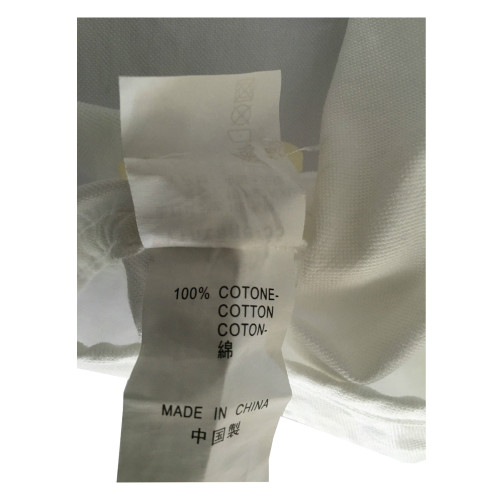 100% COTONE-
COTTON
COTON-
綿
MADE IN CHINA
中国製